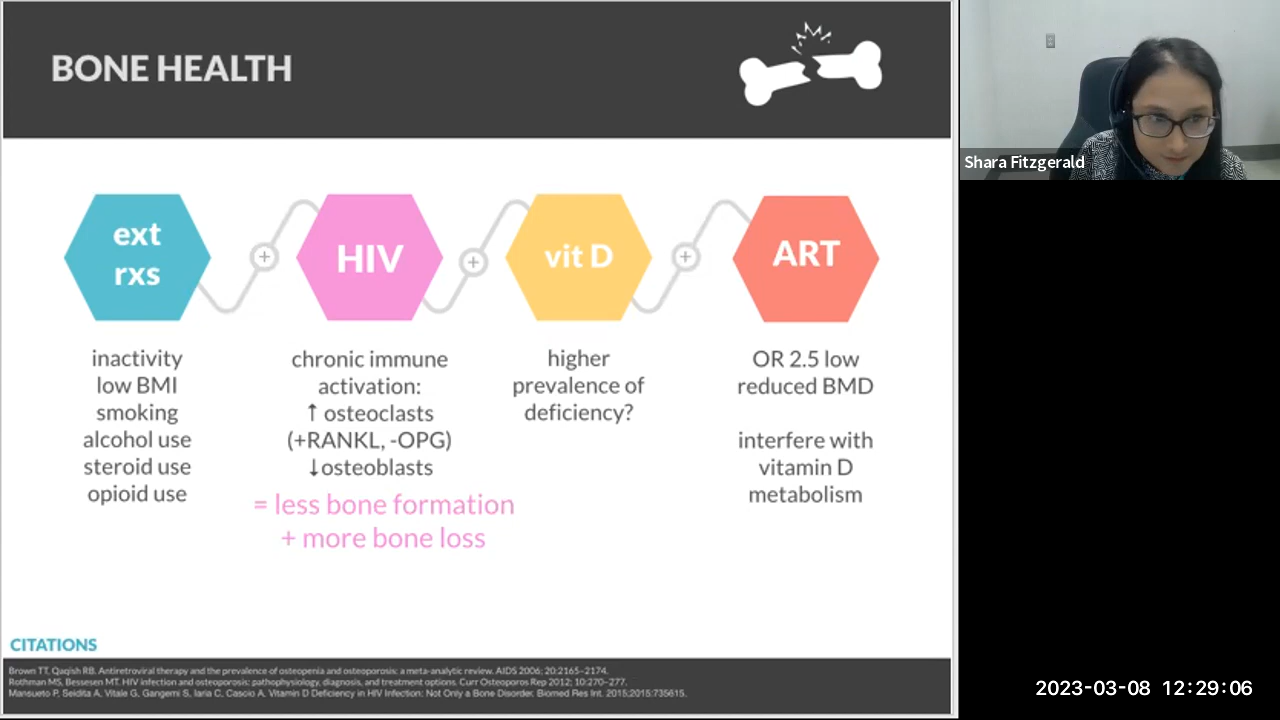 BONE HEALTH
ext
rxs
HIV
vit D
ART
inactivity
low BMI
smoking
alcohol use
steroid use
opioid use
chronic immune
activation:
↑ osteoclasts
(+RANKL, -OPG)
↓osteoblasts
= less bone formation
+ more bone loss
higher
prevalence of
deficiency?
OR 2.5 low
reduced BMD
interfere with
vitamin D
metabolism
CITATIONS
Brown TT, Qaqish RB. Antiretroviral therapy and the prevalence of osteopenia and osteoporosis: a meta-analytic review. AIDS 2006; 20:2165–2174.
Rothman MS, Bessesen MT. HIV infection and osteoporosis: pathophysiology, diagnosis, and treatment options. Curr Osteoporos Rep 2012; 10:270–277.
Mansueto P, Seidita A, Vitale G, Gangemi S, Iaria C, Cascio A. Vitamin D Deficiency in HIV Infection: Not Only a Bone Disorder. Biomed Res Int. 2015;2015:735615.
Shara Fitzgerald
2023-03-08 12:29:06